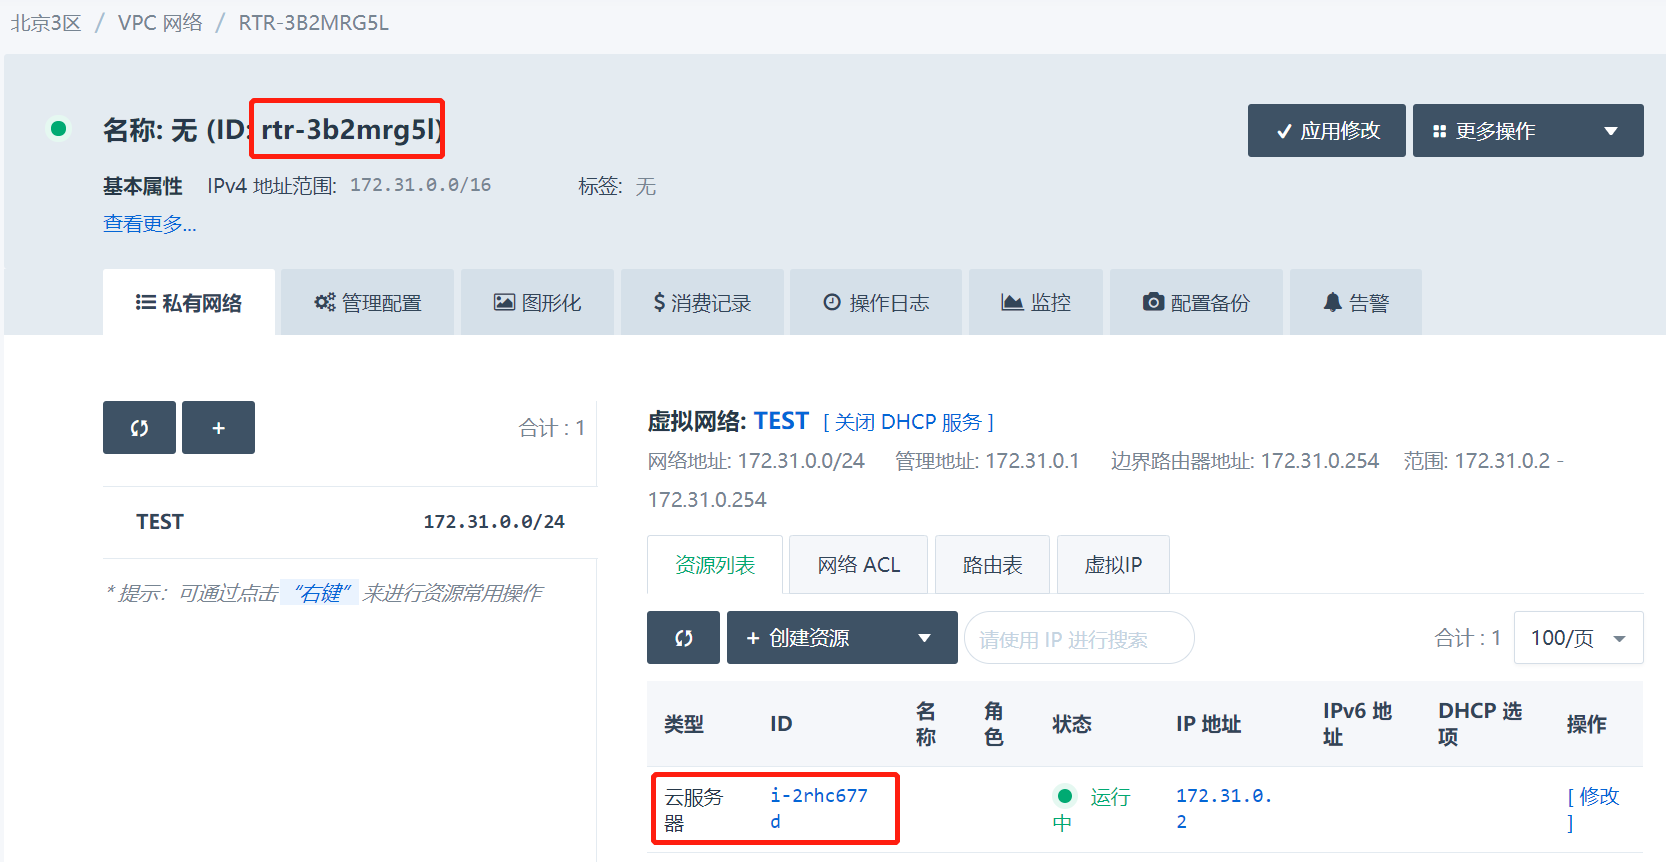 北京3区 / VPC 网络 / RTR-3B2MRG5L
名称: 无 (ID: rtr-3b2mrg5l)
应用修改
更多操作
基本属性 IPv4 地址范围: 172.31.0.0/16 标签: 无
查看更多...
私有网络
管理配置
图形化
消费记录
操作日志
监控
配置备份
告警
合计 : 1
TEST 172.31.0.0/24
* 提示：可通过点击 “右键” 来进行资源常用操作
虚拟网络: TEST [ 关闭 DHCP 服务 ]
网络地址: 172.31.0.0/24 管理地址: 172.31.0.1 边界路由器地址: 172.31.0.254 范围: 172.31.0.2 -
172.31.0.254
资源列表
网络 ACL
路由表
虚拟IP
+ 创建资源
请使用 IP 进行搜索
合计 : 1
100/页
类型 ID 名称 角色 状态 IP 地址 IPv6 地址 DHCP 选项 操作
云服务 i-2rhc677 运行 172.31.0. [ 修改
器 d 中 2 ]